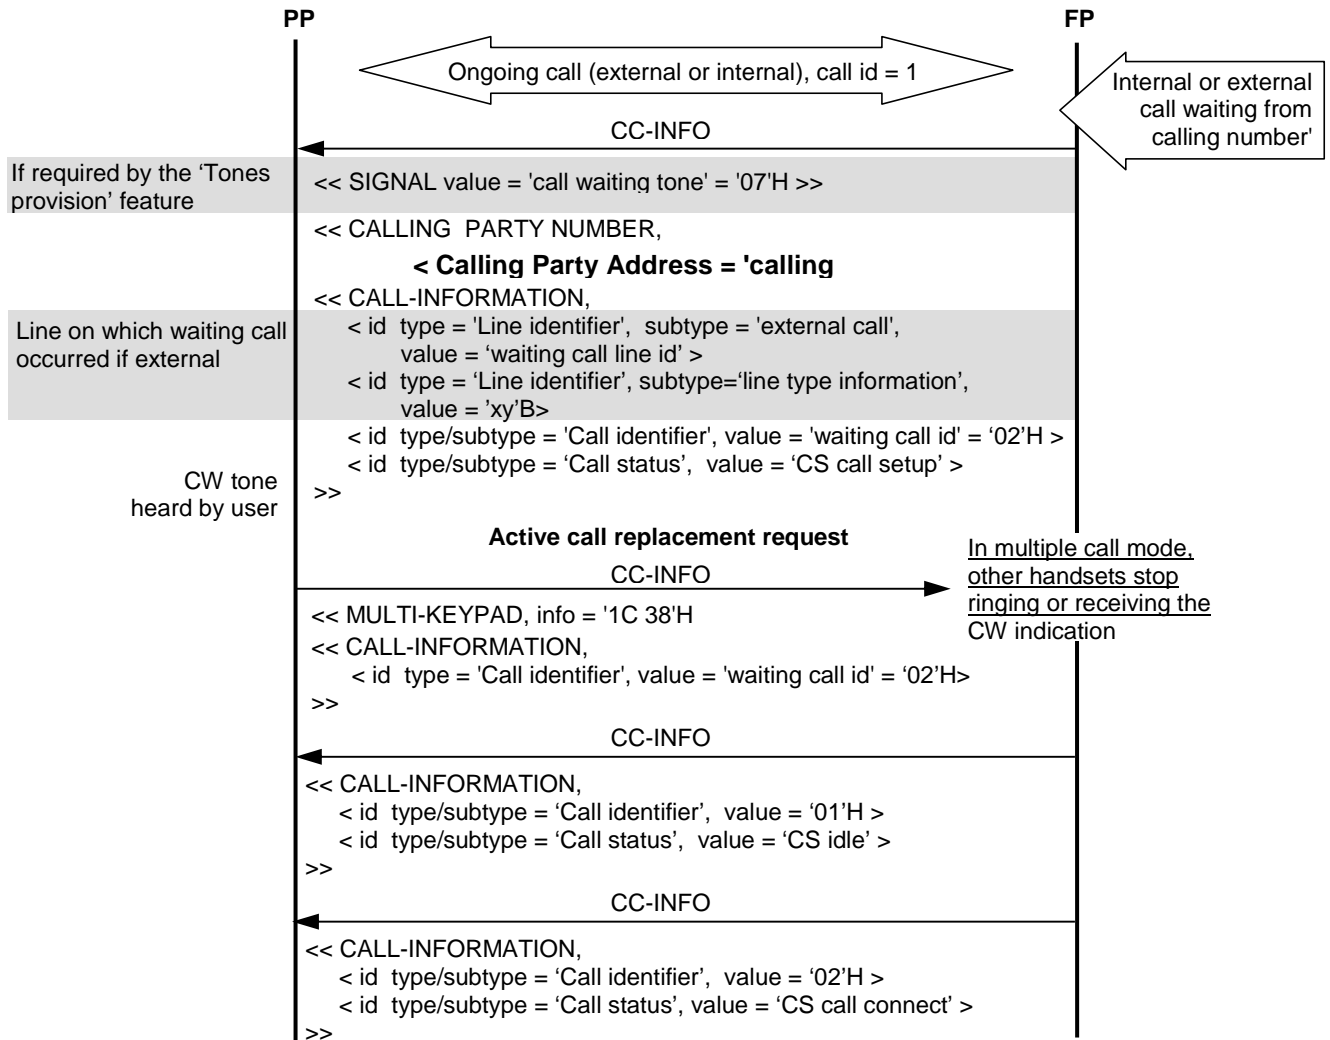 PP
FP
Ongoing call (external or internal), call id = 1
Internal or external
call waiting from
calling number'
CC-INFO
If required by the ‘Tones
provision’ feature
<< SIGNAL value = 'call waiting tone' = '07'H >>
<< CALLING PARTY NUMBER,
< Calling Party Address = 'calling
<< CALL-INFORMATION,
Line on which waiting call
occurred if external
< id type = 'Line identifier', subtype = 'external call',
value = ‘waiting call line id’ >
< id type = ‘Line identifier’, subtype=‘line type information’,
value = ’xy’B>
< id type/subtype = 'Call identifier', value = 'waiting call id' = ‘02’H >
< id type/subtype = ‘Call status’, value = ‘CS call setup’ >
>>
CW tone
heard by user
Active call replacement request
CC-INFO
In multiple call mode,
other handsets stop
ringing or receiving the
CW indication
<< MULTI-KEYPAD, info = '1C 38'H
<< CALL-INFORMATION,
< id type = 'Call identifier', value = 'waiting call id' = ‘02’H>
>>
CC-INFO
<< CALL-INFORMATION,
< id type/subtype = ‘Call identifier’, value = ‘01’H >
< id type/subtype = ‘Call status’, value = ‘CS idle’ >
>>
CC-INFO
<< CALL-INFORMATION,
< id type/subtype = ‘Call identifier’, value = ‘02’H >
< id type/subtype = ‘Call status’, value = ‘CS call connect’ >
>>